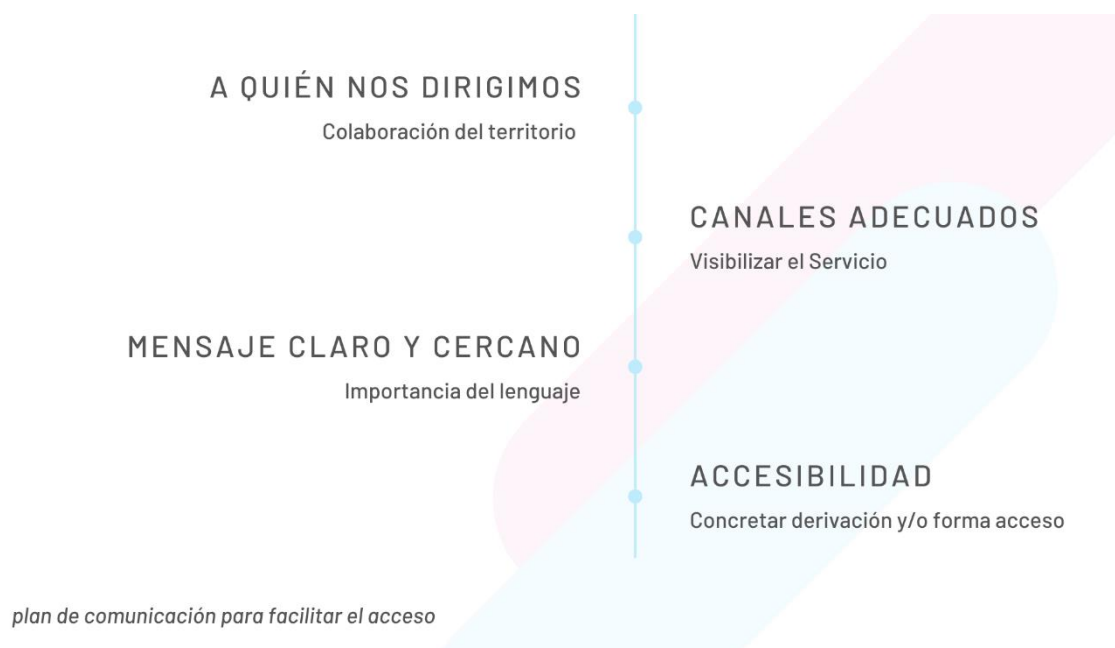 A QUIÉN NOS DIRIGIMOS
Colaboración del territorio
CANALES ADECUADOS
Visibilizar el Servicio
MENSAJE CLARO Y CERCANO
Importancia del lenguaje
ACCESIBILIDAD
Concretar derivación y/o forma acceso
plan de comunicación para facilitar el acceso